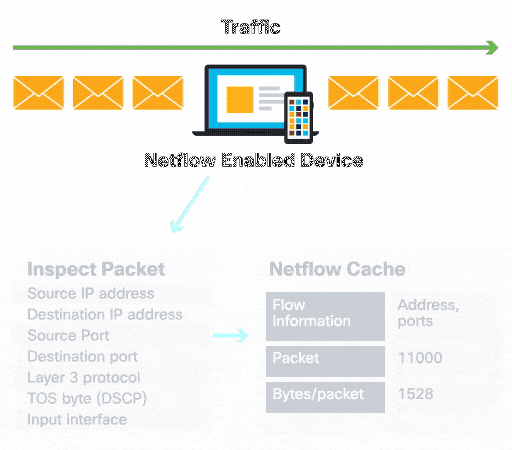 Traffic
Netflow Enabled Device
Inspect Packet
Source IP address
Destination IP address
Source Port
Destination port
Layer 3 protocol
TOS byte (DSCP)
Input interface
Netflow Cache
Flow
Information
Address,
ports
Packet
11000
Bytes/packet
1528